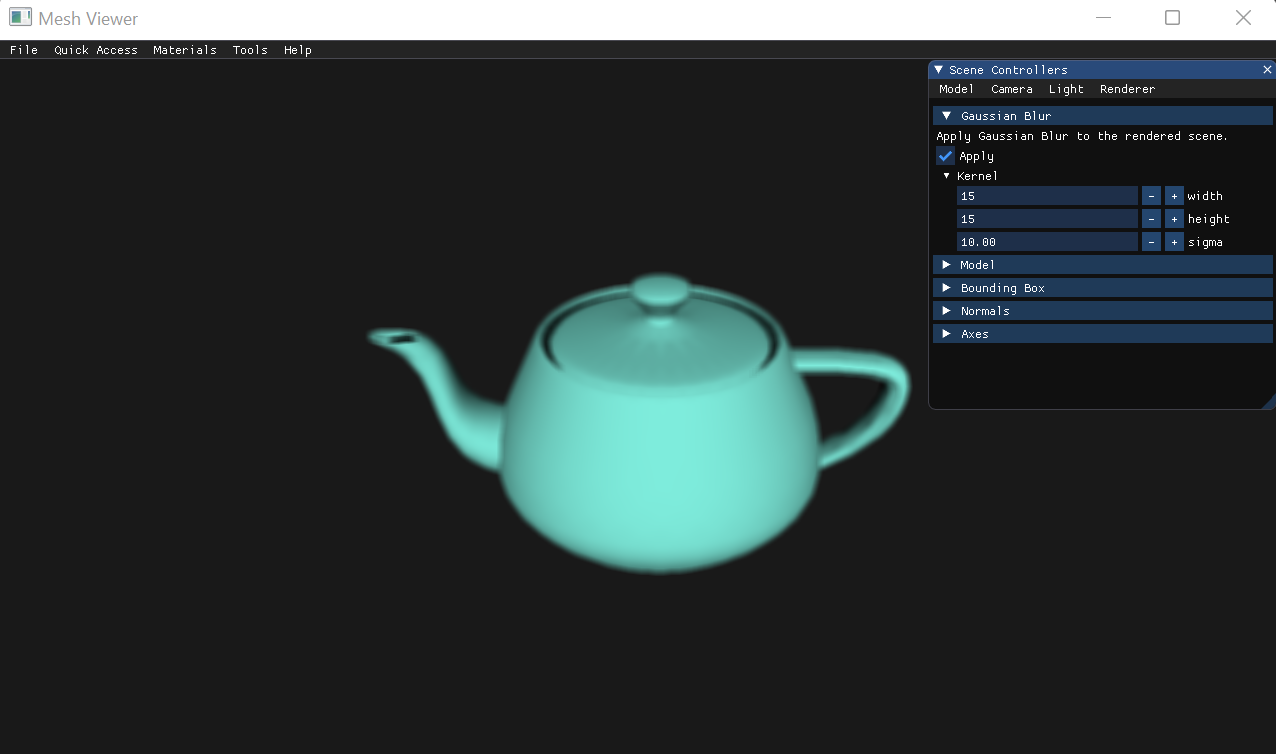 Mesh Viewer
File Quick Access Materials Tools Help
Scene Controllers
Model Camera Light Renderer
Gaussian Blur
Apply Gaussian Blur to the rendered scene.
Apply
Kernel
15 - + width
15 - + height
10.00 - + sigma
Model
Bounding Box
Normals
Axes